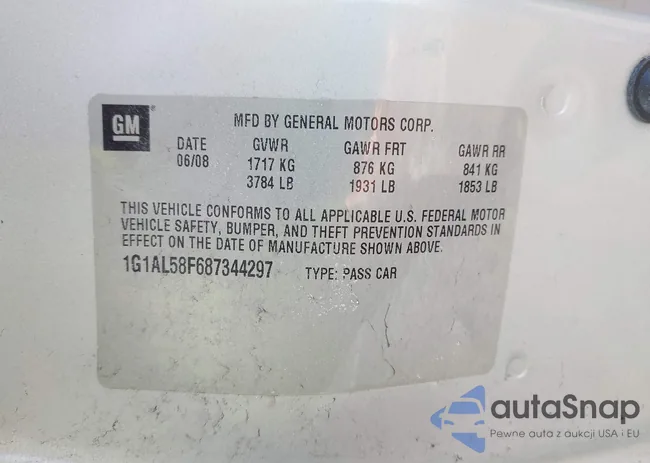 GM
MFD BY GENERAL MOTORS CORP.
DATE GVWR GAWR FRT GAWR RR
06/08 1717 KG 876 KG 841 KG
3784 LB 1931 LB 1853 LB
THIS VEHICLE CONFORMS TO ALL APPLICABLE U.S. FEDERAL MOTOR
VEHICLE SAFETY, BUMPER, AND THEFT PREVENTION STANDARDS IN
EFFECT ON THE DATE OF MANUFACTURE SHOWN ABOVE.
1G1AL58F687344297 TYPE: PASS CAR
autaSnap
Pewne auta z aukcji USA i EU